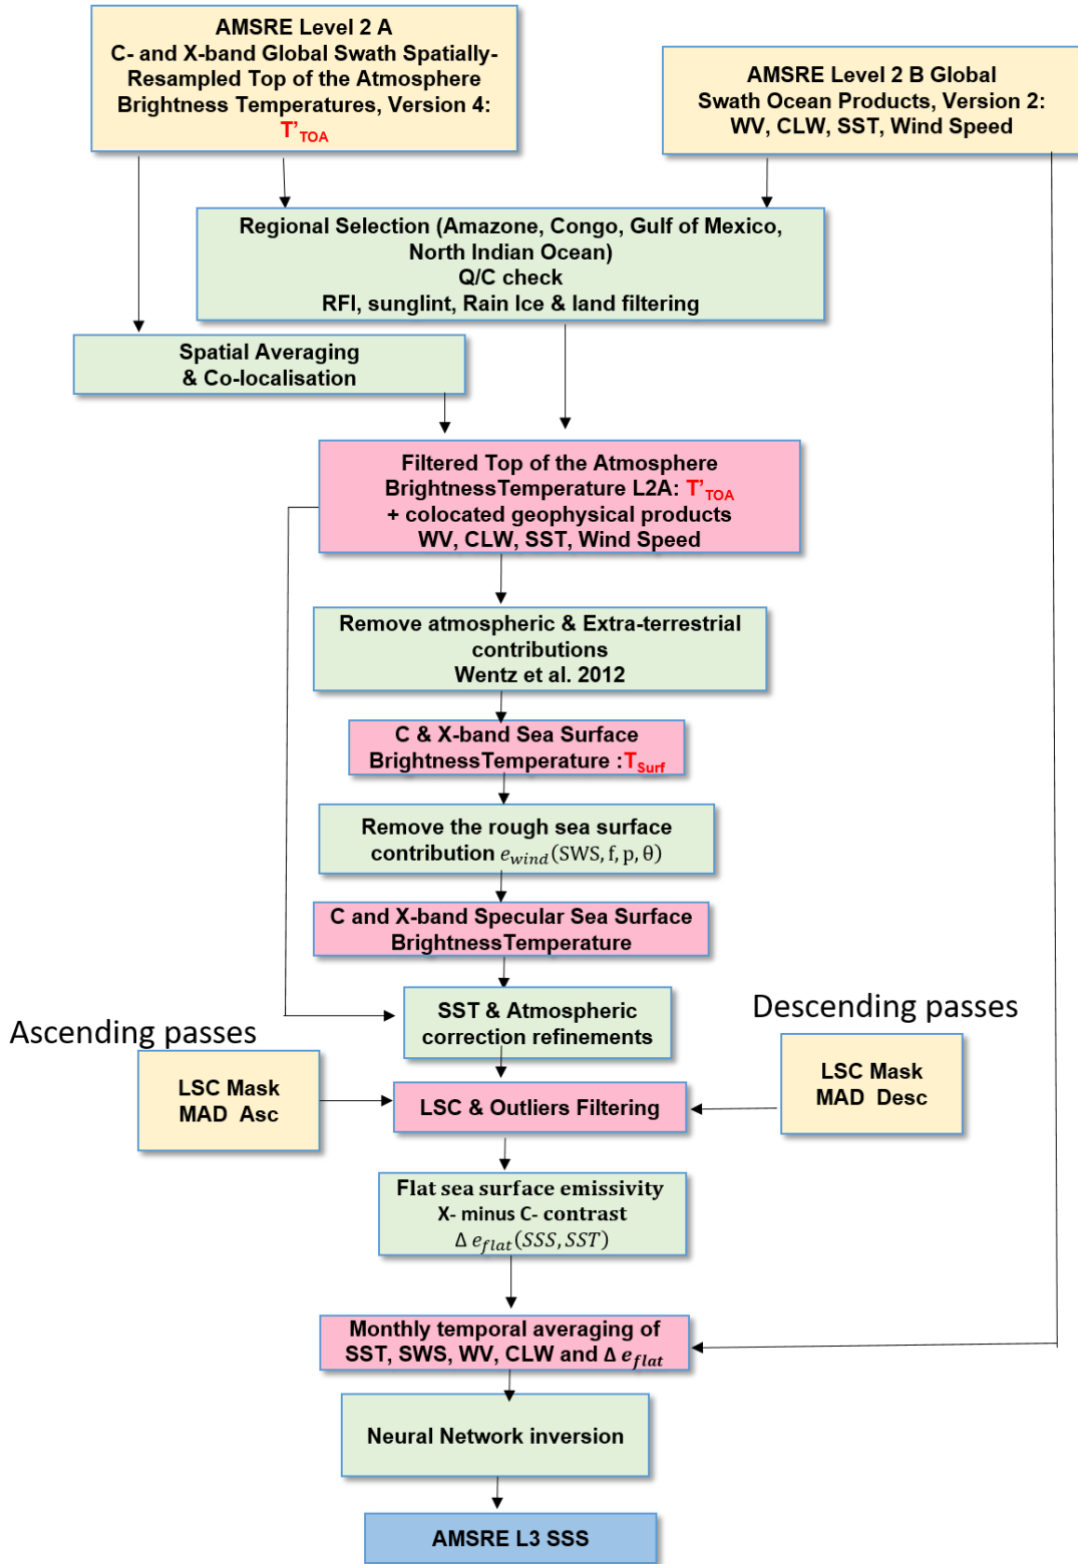 AMSRE Level 2 A
C- and X-band Global Swath Spatially-
Resampled Top of the Atmosphere
Brightness Temperatures, Version 4:
T'TOA
AMSRE Level 2 B Global
Swath Ocean Products, Version 2:
WV, CLW, SST, Wind Speed
Regional Selection (Amazone, Congo, Gulf of Mexico,
North Indian Ocean)
Q/C check
RFI, sunglint, Rain Ice & land filtering
Spatial Averaging
& Co-localisation
Filtered Top of the Atmosphere
BrightnessTemperature L2A: T'TOA
+ colocated geophysical products
WV, CLW, SST, Wind Speed
Remove atmospheric & Extra-terrestrial
contributions
Wentz et al. 2012
C & X-band Sea Surface
BrightnessTemperature :TSurf
Remove the rough sea surface
contribution e_wind(SWS, f, p, θ)
C and X-band Specular Sea Surface
BrightnessTemperature
SST & Atmospheric
correction refinements
Ascending passes
Descending passes
LSC Mask
MAD Asc
LSC & Outliers Filtering
LSC Mask
MAD Desc
Flat sea surface emissivity
X- minus C- contrast
Δ e_flat(SSS, SST)
Monthly temporal averaging of
SST, SWS, WV, CLW and Δ e_flat
Neural Network inversion
AMSRE L3 SSS